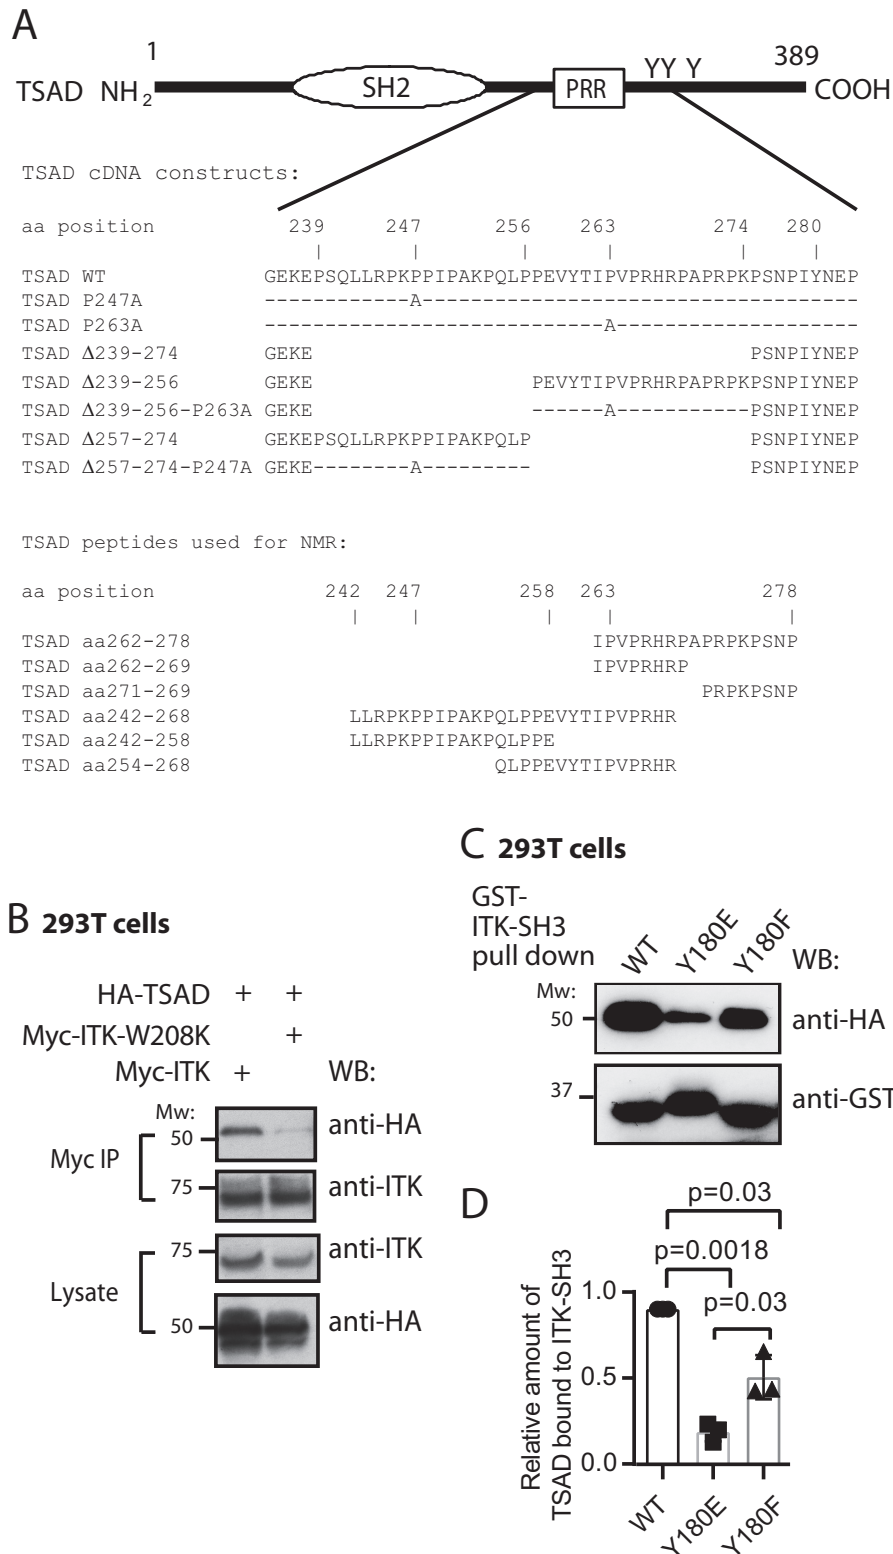 A
1
389
TSAD NH2
SH2
PRR
YY Y
COOH
TSAD cDNA constructs:
aa position 239 247 256 263 274 280
| | | | | |
TSAD WT GEKEPSQLLRPKPPIPAKPQLPPEVYTIPVPRHRPAPRPKPSNPIYNEP
TSAD P247A ------------A------------------------------------
TSAD P263A ----------------------------A--------------------
TSAD Δ239-274 GEKE PSNPIYNEP
TSAD Δ239-256 GEKE PEVYTIPVPRHRPAPRPKPSNPIYNEP
TSAD Δ239-256-P263A GEKE ------A-----------PSNPIYNEP
TSAD Δ257-274 GEKEPSQLLRPKPPIPAKPQLP PSNPIYNEP
TSAD Δ257-274-P247A GEKE--------A--------- PSNPIYNEP
TSAD peptides used for NMR:
aa position 242 247 258 263 278
| | | | |
TSAD aa262-278 IPVPRHRPAPRPKPSNP
TSAD aa262-269 IPVPRHRP
TSAD aa271-269 PRPKPSNP
TSAD aa242-268 LLRPKPPIPAKPQLPPEVYTIPVPRHR
TSAD aa242-258 LLRPKPPIPAKPQLPPE
TSAD aa254-268 QLPPEVYTIPVPRHR
B 293T cells
HA-TSAD + +
Myc-ITK-W208K +
Myc-ITK + WB:
Mw:
Myc IP
50 anti-HA
75 anti-ITK
Lysate
75 anti-ITK
50 anti-HA
C 293T cells
GST-
ITK-SH3
pull down
WT Y180E Y180F WB:
Mw:
50 anti-HA
37 anti-GST
D
p=0.03
p=0.0018
p=0.03
Relative amount of
TSAD bound to ITK-SH3
1.0
0.5
0.0
WT Y180E Y180F